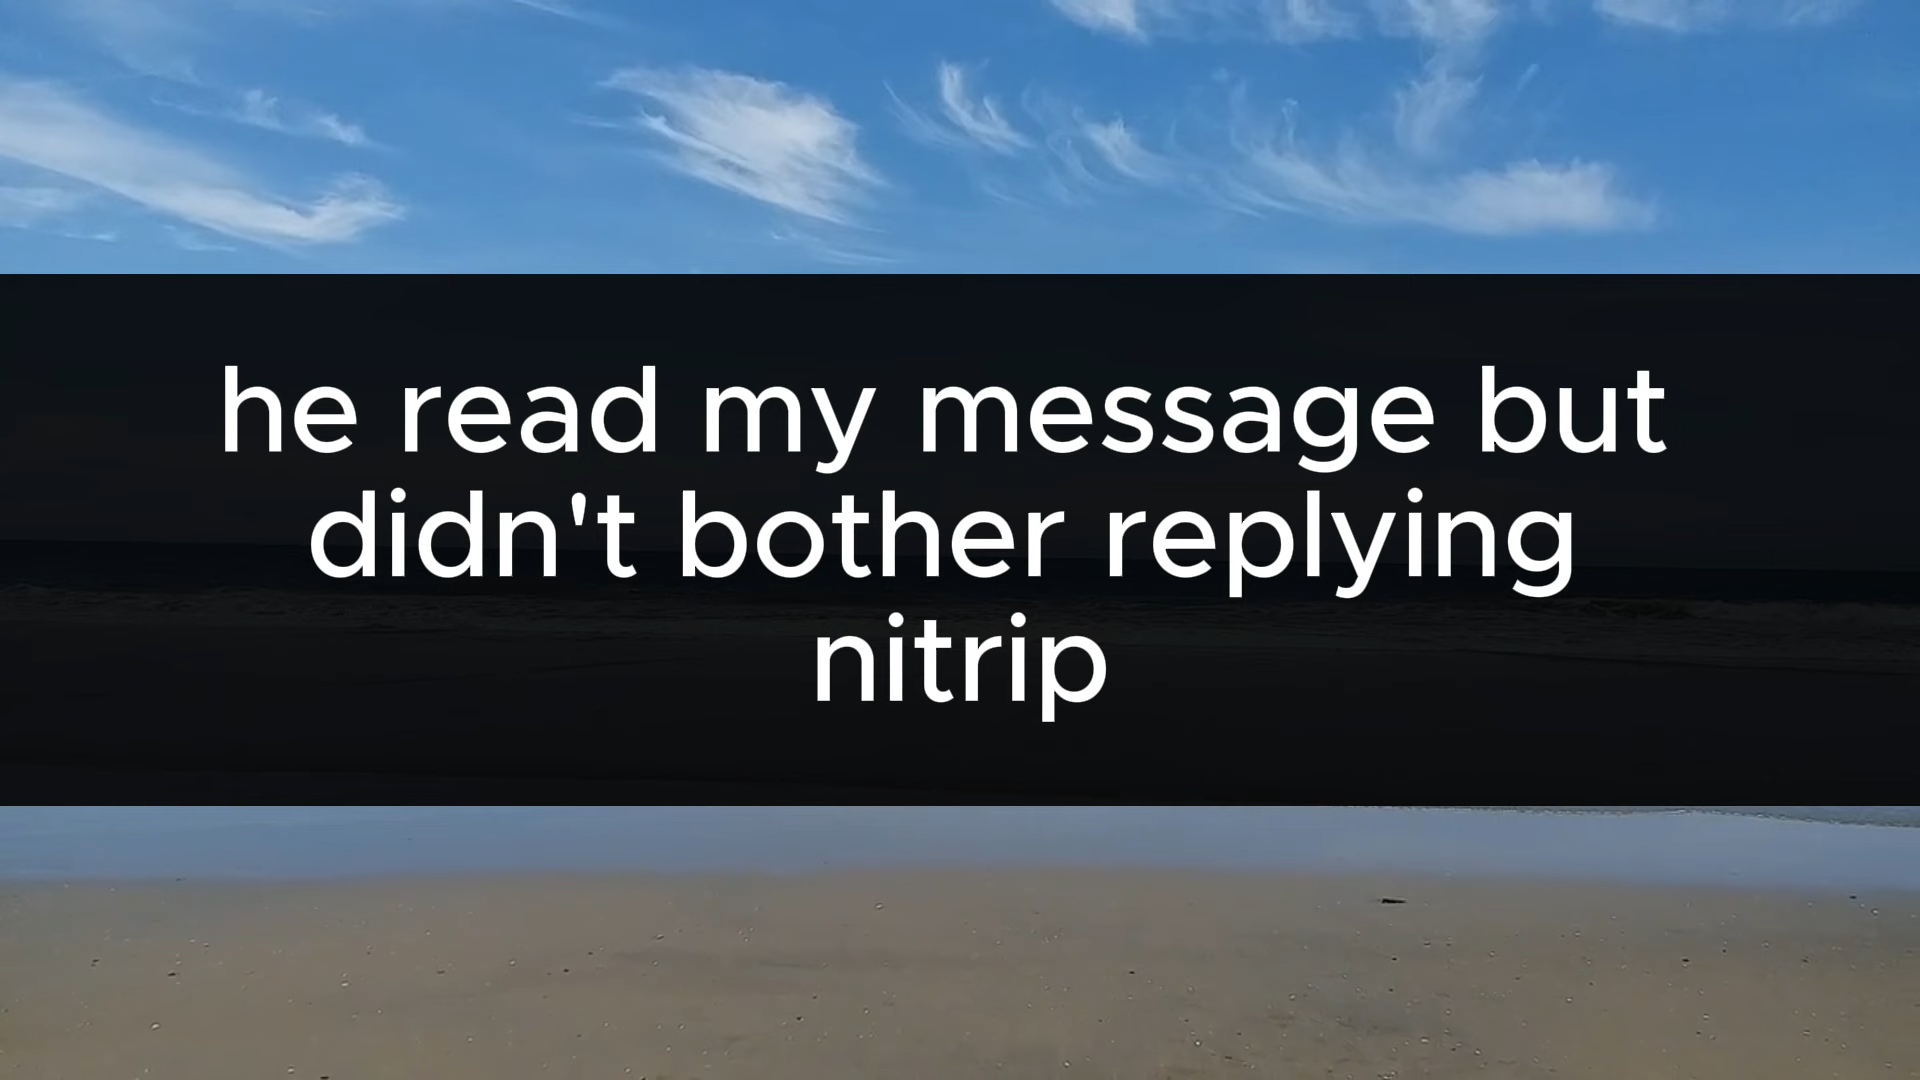 he read my message but
didn't bother replying
nitrip